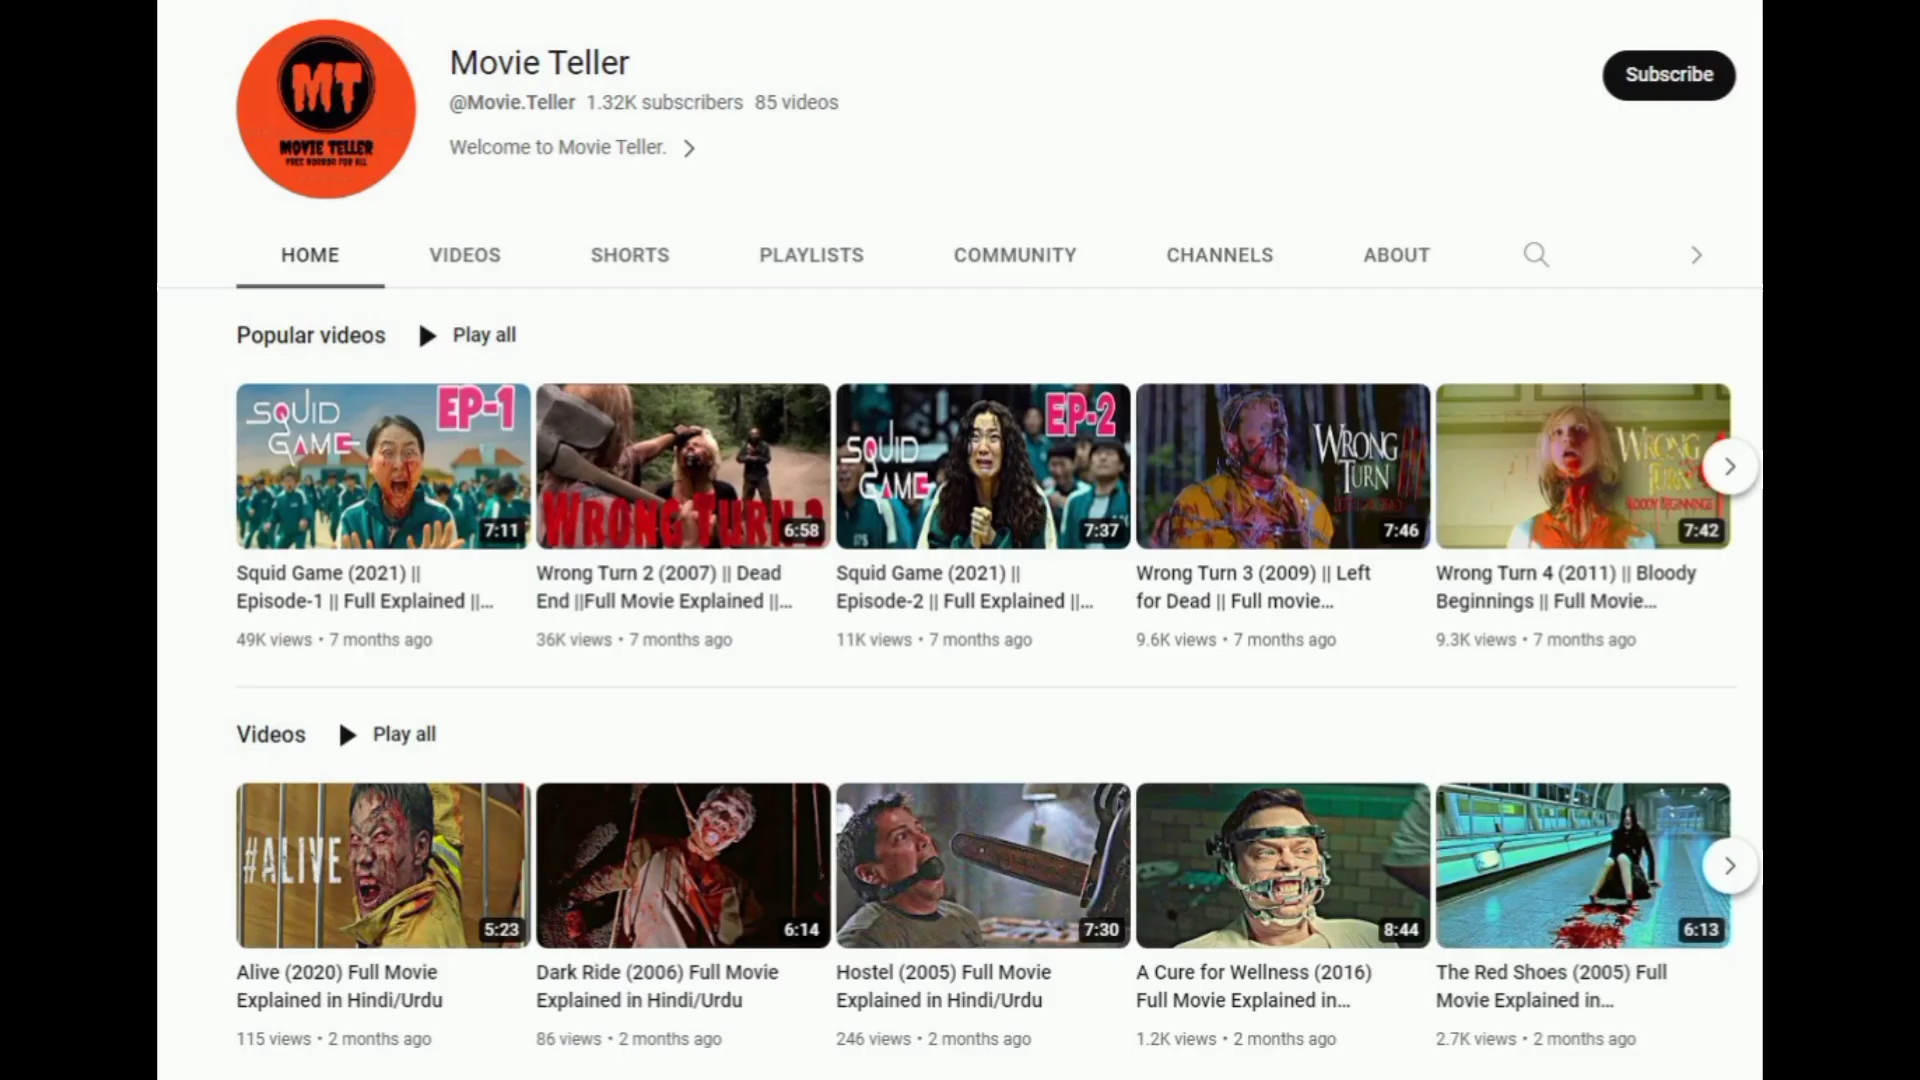 MT
MOVIE TELLER
FREE HORROR FOR ALL
Movie Teller
@Movie.Teller 1.32K subscribers 85 videos
Welcome to Movie Teller.
Subscribe
HOME VIDEOS SHORTS PLAYLISTS COMMUNITY CHANNELS ABOUT
Popular videos Play all
SQUID GAME EP-1
7:11
WRONG TURN 2
6:58
SQUID GAME EP-2
7:37
WRONG TURN
7:46
WRONG TURN
BLOODY BEGINNINGS
7:42
Squid Game (2021) ||
Episode-1 || Full Explained ||...
49K views • 7 months ago
Wrong Turn 2 (2007) || Dead
End ||Full Movie Explained ||...
36K views • 7 months ago
Squid Game (2021) ||
Episode-2 || Full Explained ||...
11K views • 7 months ago
Wrong Turn 3 (2009) || Left
for Dead || Full movie...
9.6K views • 7 months ago
Wrong Turn 4 (2011) || Bloody
Beginnings || Full Movie...
9.3K views • 7 months ago
Videos Play all
#ALIVE
5:23
6:14
7:30
8:44
6:13
Alive (2020) Full Movie
Explained in Hindi/Urdu
115 views • 2 months ago
Dark Ride (2006) Full Movie
Explained in Hindi/Urdu
86 views • 2 months ago
Hostel (2005) Full Movie
Explained in Hindi/Urdu
246 views • 2 months ago
A Cure for Wellness (2016)
Full Movie Explained in...
1.2K views • 2 months ago
The Red Shoes (2005) Full
Movie Explained in...
2.7K views • 2 months ago